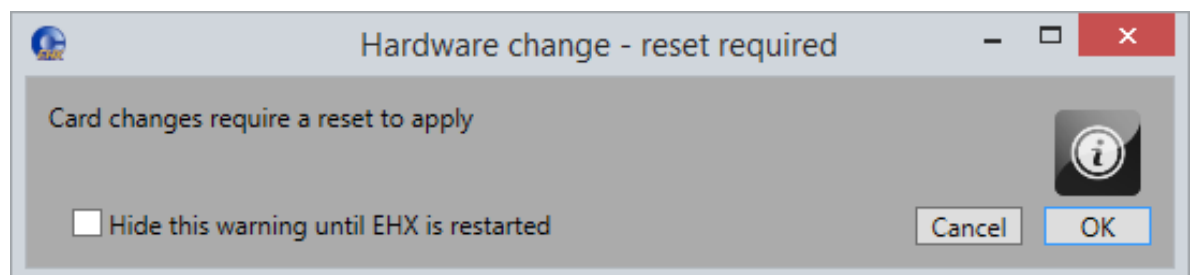 EHX
Hardware change - reset required
Card changes require a reset to apply
Hide this warning until EHX is restarted
Cancel OK